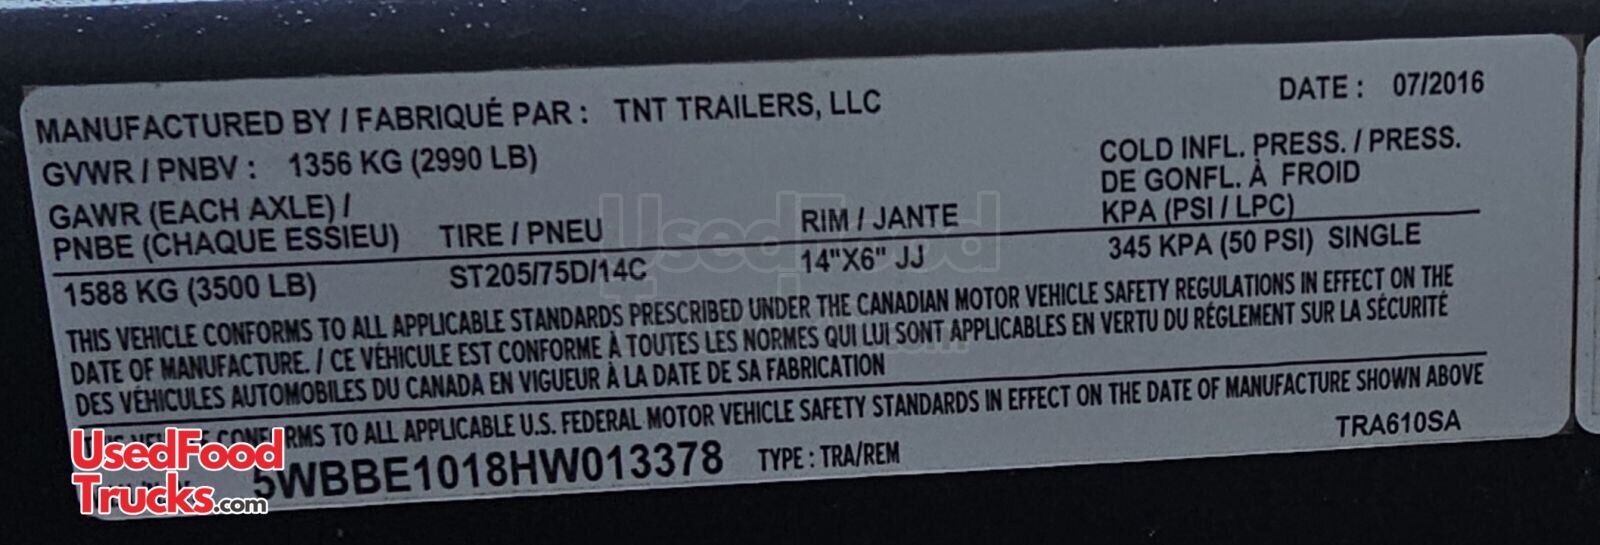 MANUFACTURED BY / FABRIQUÉ PAR : TNT TRAILERS, LLC
DATE : 07/2016
GVWR / PNBV : 1356 KG (2990 LB)
GAWR (EACH AXLE) /
PNBE (CHAQUE ESSIEU) TIRE / PNEU RIM / JANTE
COLD INFL. PRESS. / PRESS.
DE GONFL. À FROID
KPA (PSI / LPC)
1588 KG (3500 LB) ST205/75D/14C 14"X6" JJ 345 KPA (50 PSI) SINGLE
THIS VEHICLE CONFORMS TO ALL APPLICABLE STANDARDS PRESCRIBED UNDER THE CANADIAN MOTOR VEHICLE SAFETY REGULATIONS IN EFFECT ON THE
DATE OF MANUFACTURE. / CE VÉHICULE EST CONFORME À TOUTES LES NORMES QUI LUI SONT APPLICABLES EN VERTU DU RÉGLEMENT SUR LA SÉCURITÉ
DES VÉHICULES AUTOMOBILES DU CANADA EN VIGUEUR À LA DATE DE SA FABRICATION
CONFORMS TO ALL APPLICABLE U.S. FEDERAL MOTOR VEHICLE SAFETY STANDARDS IN EFFECT ON THE DATE OF MANUFACTURE SHOWN ABOVE
5WBBE1018HW013378 TYPE : TRA/REM TRA610SA
UsedFood
Trucks.com
UsedFood